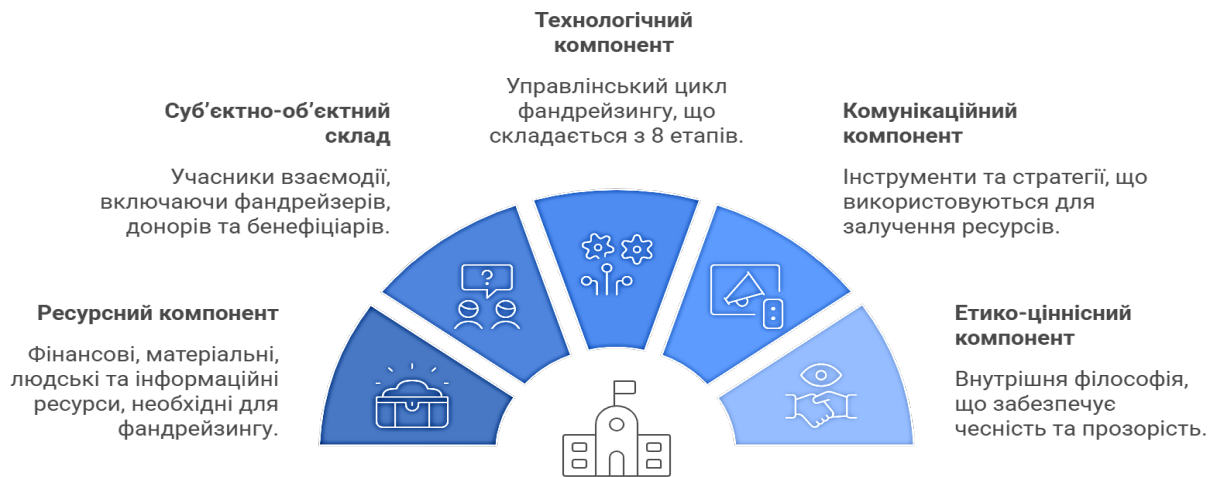 Технологічний
компонент
Управлінський цикл
фандрейзингу, що
складається з 8 етапів.
Суб’єктно-об’єктний
склад
Учасники взаємодії,
включаючи фандрейзерів,
донорів та бенефіціарів.
Комунікаційний
компонент
Інструменти та стратегії, що
використовуються для
залучення ресурсів.
?
Ресурсний компонент
Фінансові, матеріальні,
людські та інформаційні
ресурси, необхідні для
фандрейзингу.
Етико-ціннісний
компонент
Внутрішня філософія,
що забезпечує
чесність та прозорість.